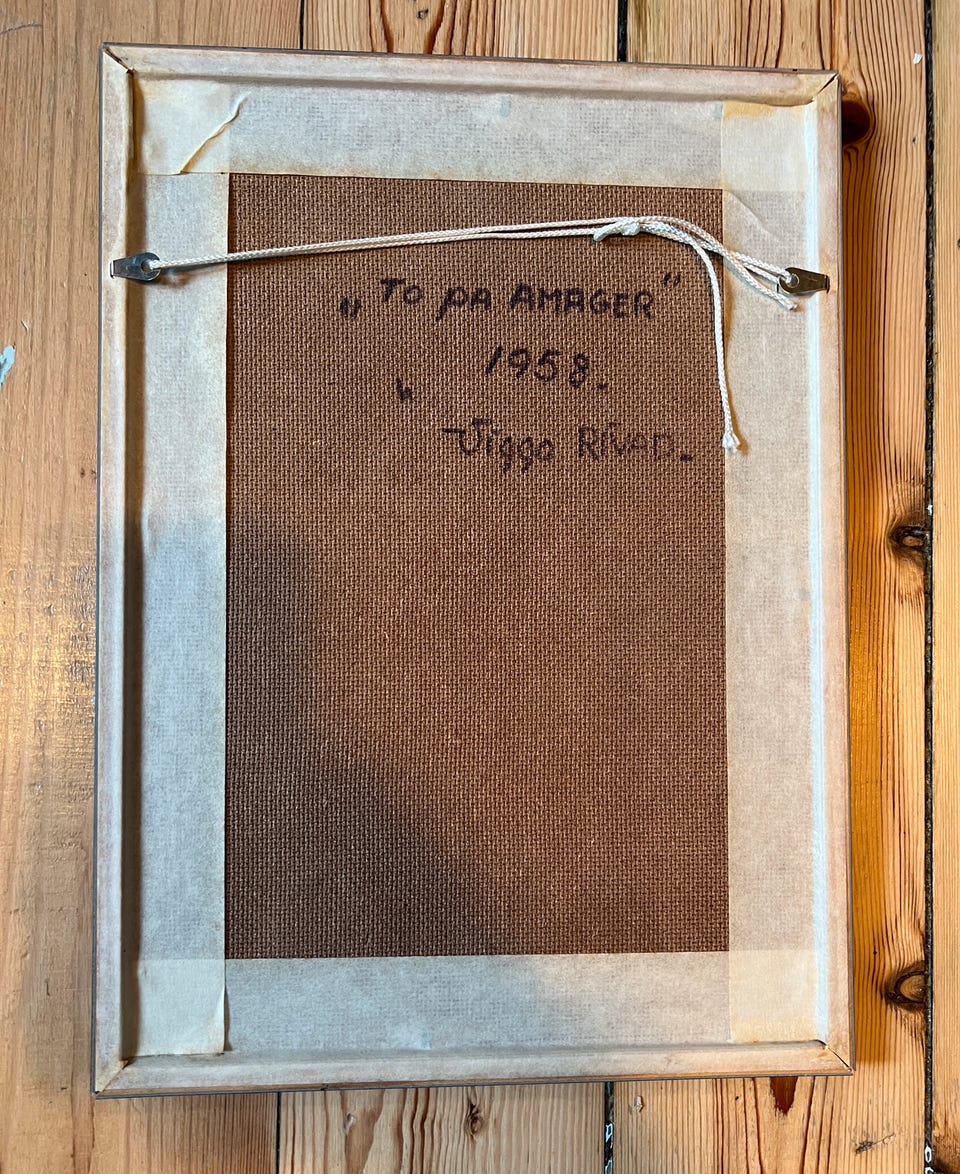 „TO pA AMAGER"
1958.
Viggo RIVAD.